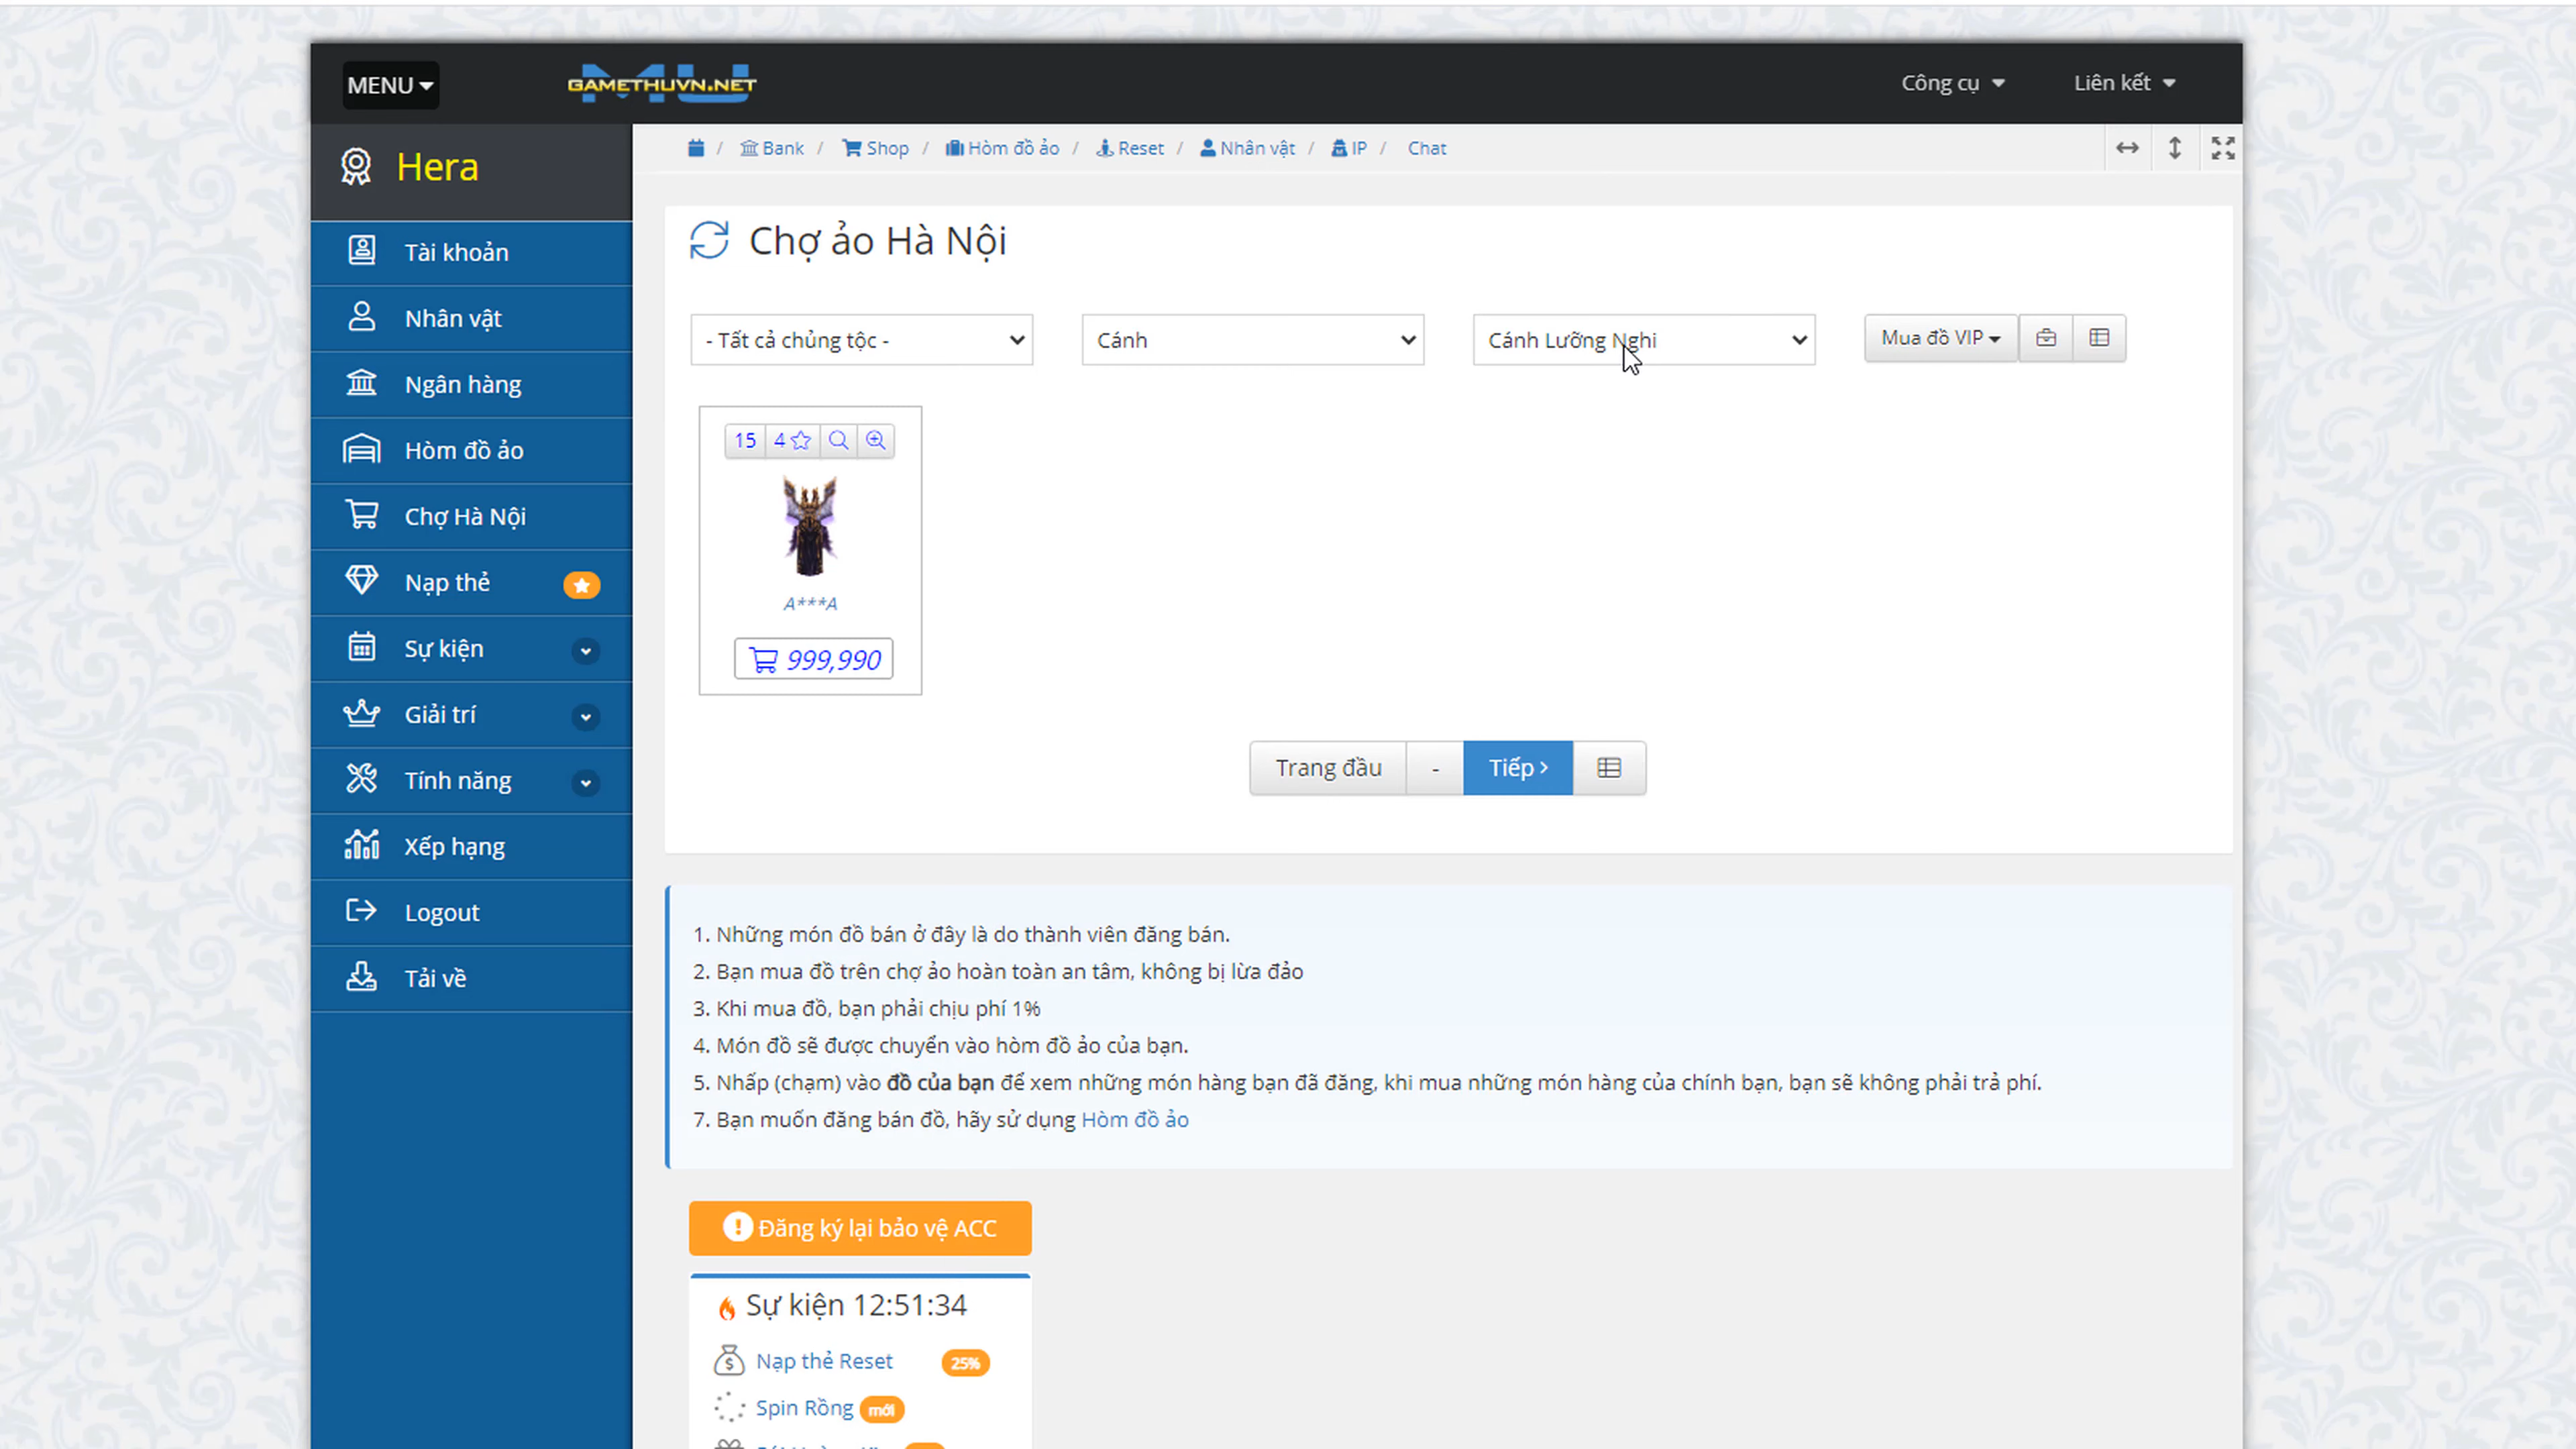 MENU
MU
GAMETHUVN.NET
Công cụ
Liên kết
Hera
Bank / Shop / Hòm đồ ảo / Reset / Nhân vật / IP / Chat
Tài khoản
Nhân vật
Ngân hàng
Hòm đồ ảo
Chợ Hà Nội
Nạp thẻ
Sự kiện
Giải trí
Tính năng
Xếp hạng
Logout
Tải về
Chợ ảo Hà Nội
- Tất cả chủng tộc -
Cánh
Cánh Lưỡng Nghi
Mua đồ VIP
15 4
A***A
999,990
Trang đầu - Tiếp ›
1. Những món đồ bán ở đây là do thành viên đăng bán.
2. Bạn mua đồ trên chợ ảo hoàn toàn an tâm, không bị lừa đảo
3. Khi mua đồ, bạn phải chịu phí 1%
4. Món đồ sẽ được chuyển vào hòm đồ ảo của bạn.
5. Nhấp (chạm) vào đồ của bạn để xem những món hàng bạn đã đăng, khi mua những món hàng của chính bạn, bạn sẽ không phải trả phí.
7. Bạn muốn đăng bán đồ, hãy sử dụng Hòm đồ ảo
Đăng ký lại bảo vệ ACC
Sự kiện 12:51:34
Nạp thẻ Reset 25%
Spin Rồng mới